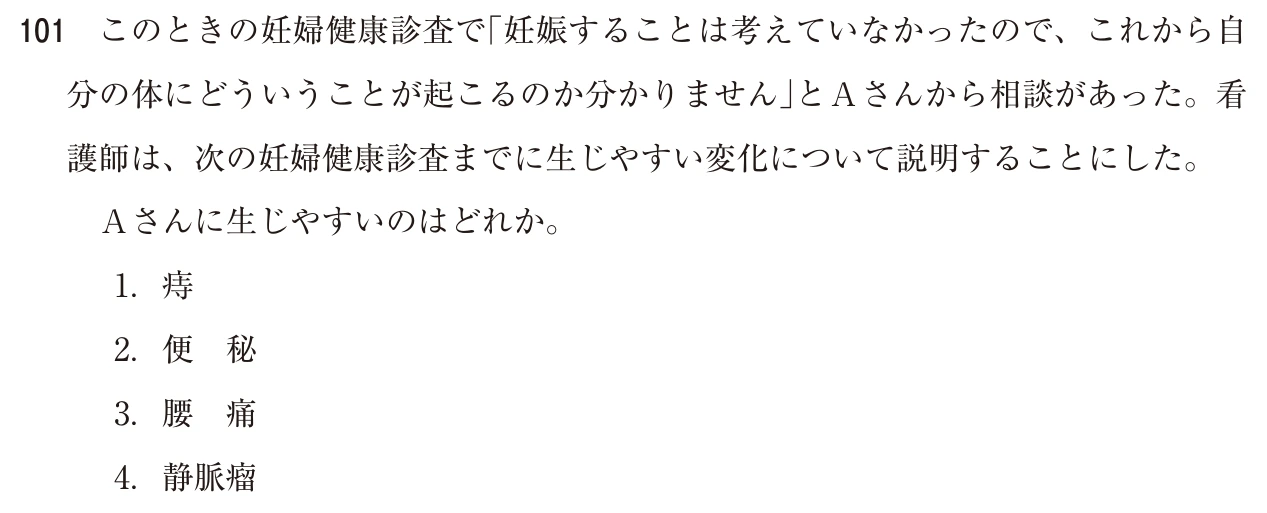 101　このときの妊婦健康診査で「妊娠することは考えていなかったので、これから自
分の体にどういうことが起こるのか分かりません」とＡさんから相談があった。看
護師は、次の妊婦健康診査までに生じやすい変化について説明することにした。
Ａさんに生じやすいのはどれか。
1. 痔
2. 便　秘
3. 腰　痛
4. 静脈瘤